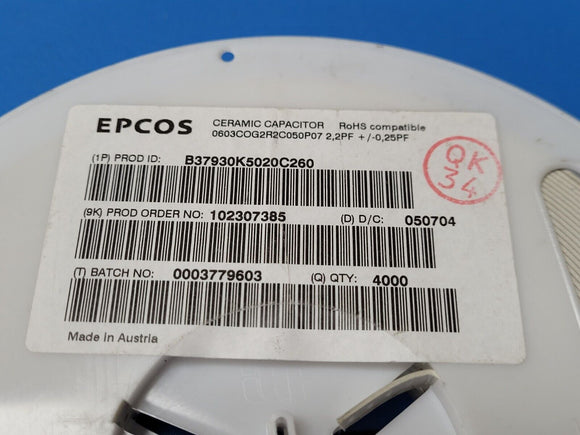 EPCOS
CERAMIC CAPACITOR RoHS compatible
0603COG2R2C050P07 2,2PF +/-0,25PF
QK
34
(1P) PROD ID: B37930K5020C260
(9K) PROD ORDER NO: 102307385 (D) D/C: 050704
(T) BATCH NO: 0003779603 (Q) QTY: 4000
Made in Austria